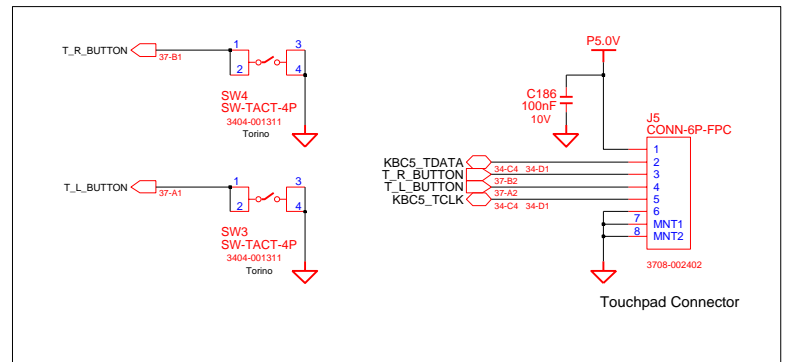 T_R_BUTTON
37-B1
1
3
2
4
SW4
SW-TACT-4P
3404-001311
Torino
T_L_BUTTON
37-A1
1
3
2
4
SW3
SW-TACT-4P
3404-001311
Torino
P5.0V
C186
100nF
10V
J5
CONN-6P-FPC
1
KBC5_TDATA 34-C4 34-D1 2
T_R_BUTTON 37-B2 3
T_L_BUTTON 37-A2 4
KBC5_TCLK 34-C4 34-D1 5
6
7 MNT1
8 MNT2
3708-002402
Touchpad Connector